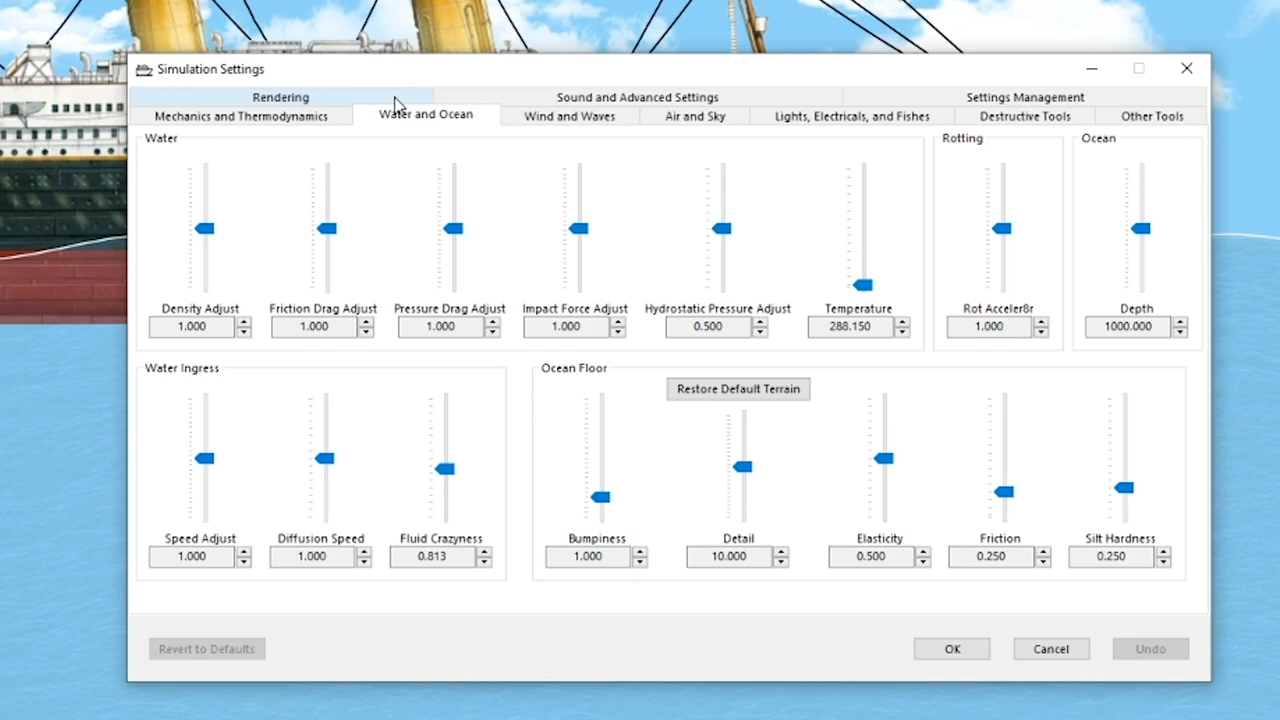 Simulation Settings
Rendering Sound and Advanced Settings Settings Management
Mechanics and Thermodynamics Water and Ocean Wind and Waves Air and Sky Lights, Electricals, and Fishes Destructive Tools Other Tools
Water Rotting Ocean
Density Adjust Friction Drag Adjust Pressure Drag Adjust Impact Force Adjust Hydrostatic Pressure Adjust Temperature Rot Acceler8r Depth
1.000 1.000 1.000 1.000 0.500 288.150 1.000 1000.000
Water Ingress Ocean Floor
Restore Default Terrain
Speed Adjust Diffusion Speed Fluid Crazyness Bumpiness Detail Elasticity Friction Silt Hardness
1.000 1.000 0.813 1.000 10.000 0.500 0.250 0.250
Revert to Defaults OK Cancel Undo